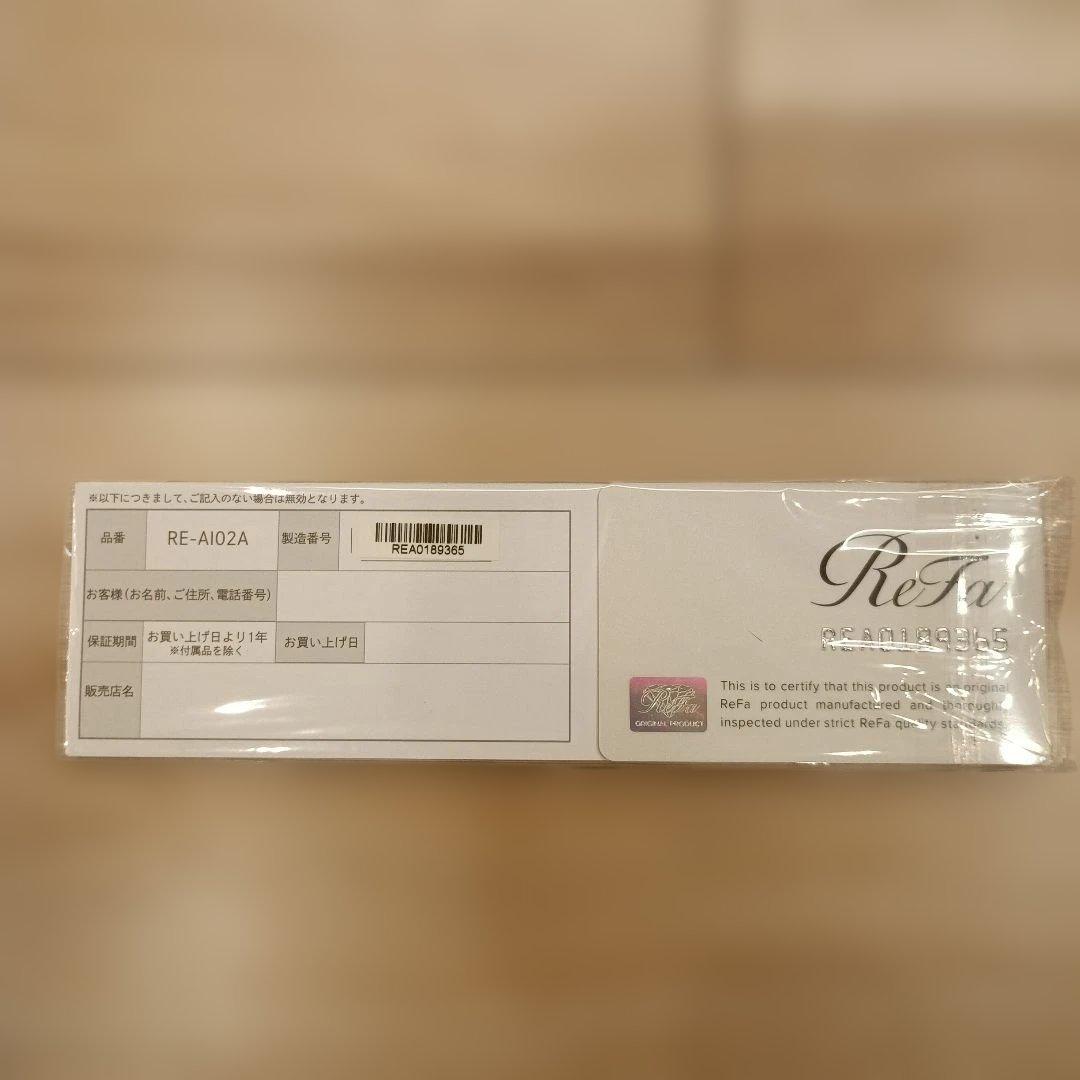 ※以下につきまして、ご記入のない場合は無効となります。
品番
RE-AI02A
製造番号
REA0189365
お客様(お名前、ご住所、電話番号)
保証期間
お買い上げ日より1年
※付属品を除く
お買い上げ日
販売店名
ReFa
REA0189365
ReFa
ORIGINAL PRODUCT
This is to certify that this product is an original
ReFa product manufactured and thoroughly
inspected under strict ReFa quality standards